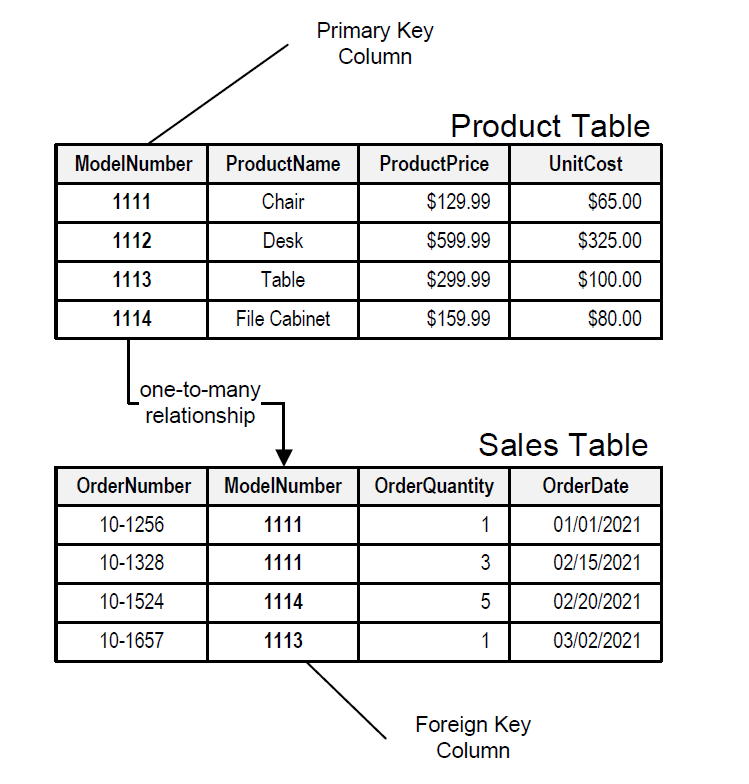 Primary Key
Column
Product Table
ModelNumber ProductName ProductPrice UnitCost
1111 Chair $129.99 $65.00
1112 Desk $599.99 $325.00
1113 Table $299.99 $100.00
1114 File Cabinet $159.99 $80.00
one-to-many
relationship
Sales Table
OrderNumber ModelNumber OrderQuantity OrderDate
10-1256 1111 1 01/01/2021
10-1328 1111 3 02/15/2021
10-1524 1114 5 02/20/2021
10-1657 1113 1 03/02/2021
Foreign Key
Column